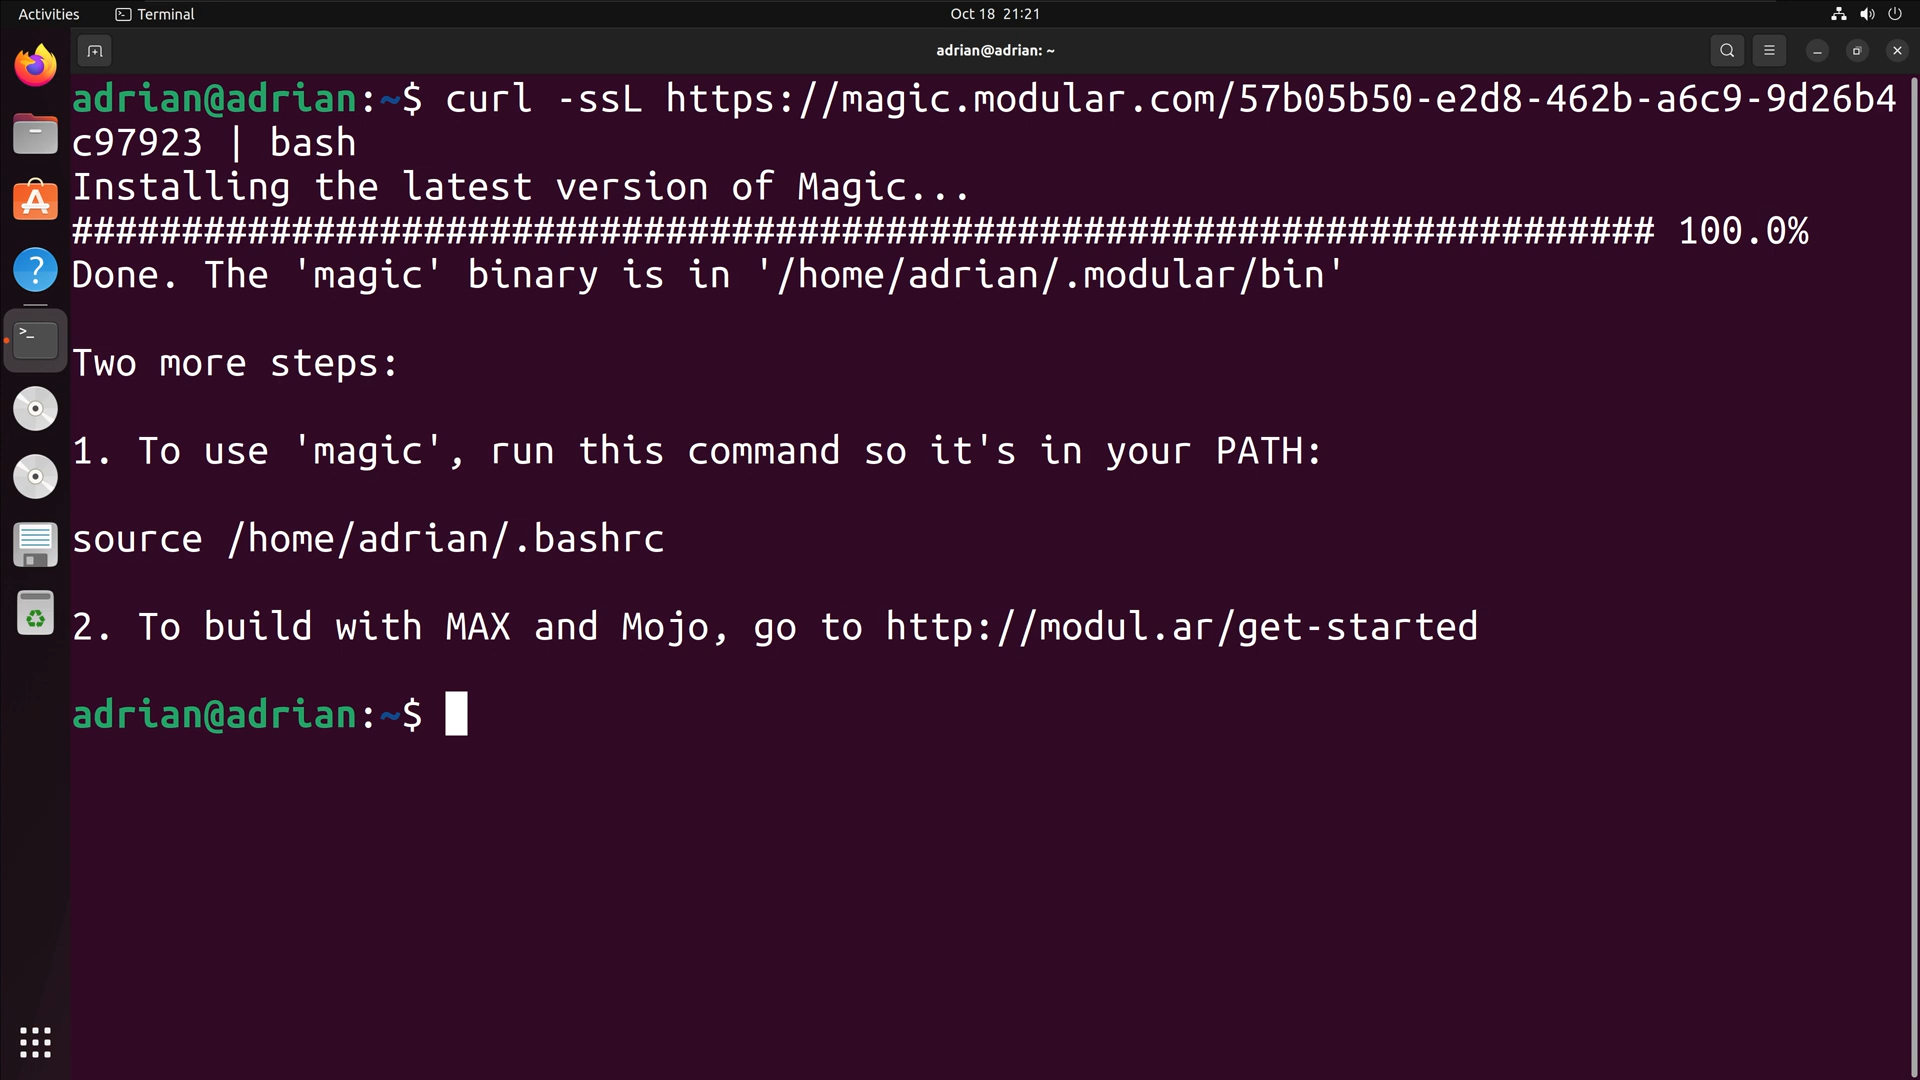 Activities Terminal Oct 18 21:21
adrian@adrian: ~
adrian@adrian:~$ curl -ssL https://magic.modular.com/57b05b50-e2d8-462b-a6c9-9d26b4
c97923 | bash
Installing the latest version of Magic...
######################################################################## 100.0%
Done. The 'magic' binary is in '/home/adrian/.modular/bin'
Two more steps:
1. To use 'magic', run this command so it's in your PATH:
source /home/adrian/.bashrc
2. To build with MAX and Mojo, go to http://modul.ar/get-started
adrian@adrian:~$